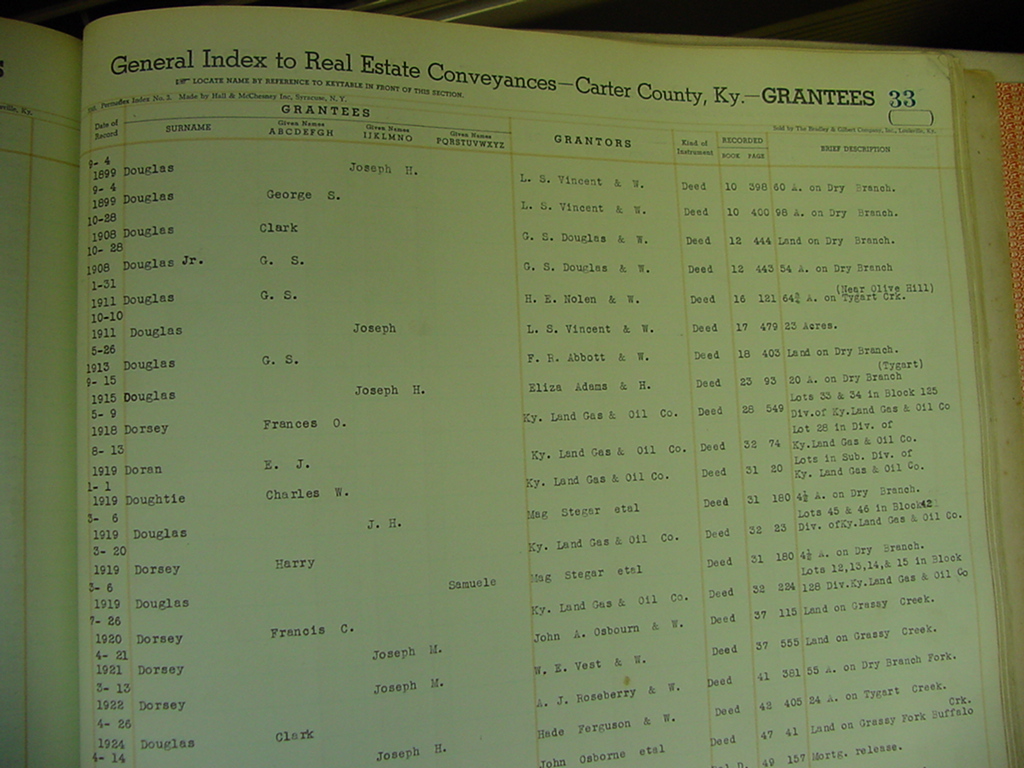 General Index to Real Estate Conveyances—Carter County, Ky.—GRANTEES 33
LOCATE NAME BY REFERENCE TO KEYTABLE IN FRONT OF THIS SECTION.
Index No. 2. Made by Hall & McChesney Inc, Syracuse, N. Y.
Sold by The Bradley & Gilbert Company, Inc., Louisville, Ky.
GRANTEES
Date of Record SURNAME Given Names ABCDEFGH Given Names IJKLMNO Given Names PQRSTUVWXYZ GRANTORS Kind of Instrument RECORDED BOOK PAGE BRIEF DESCRIPTION
9- 4
1899 Douglas Joseph H. L. S. Vincent & W. Deed 10 398 60 A. on Dry Branch.
9- 4
1899 Douglas George S. L. S. Vincent & W. Deed 10 400 98 A. on Dry Branch.
10-28
1908 Douglas Clark G. S. Douglas & W. Deed 12 444 Land on Dry Branch.
10- 28
1908 Douglas Jr. G. S. G. S. Douglas & W. Deed 12 443 54 A. on Dry Branch
1-31 (Near Olive Hill)
1911 Douglas G. S. H. E. Nolen & W. Deed 16 121 64¾ A. on Tygart Crk.
10-10
1911 Douglas Joseph L. S. Vincent & W. Deed 17 479 23 Acres.
5-26
1913 Douglas G. S. F. R. Abbott & W. Deed 18 403 Land on Dry Branch.
9- 15 (Tygart)
1915 Douglas Joseph H. Eliza Adams & H. Deed 23 93 20 A. on Dry Branch
5- 9 Lots 33 & 34 in Block 125
1918 Dorsey Frances O. Ky. Land Gas & Oil Co. Deed 28 549 Div.of Ky.Land Gas & Oil Co
8- 13 Lot 28 in Div. of
1919 Doran E. J. Ky. Land Gas & Oil Co. Deed 32 74 Ky.Land Gas & Oil Co.
1- 1 Lots in Sub. Div. of
1919 Doughtie Charles W. Ky. Land Gas & Oil Co. Deed 31 20 Ky. Land Gas & Oil Co.
3- 6
1919 Douglas J. H. Mag Stegar etal Deed 31 180 4½ A. on Dry Branch.
3- 20 Lots 45 & 46 in Block42
1919 Dorsey Harry Ky. Land Gas & Oil Co. Deed 32 23 Div. ofKy.Land Gas & Oil Co.
3- 6
1919 Douglas Samuele Mag Stegar etal Deed 31 180 4½ A. on Dry Branch.
7- 26 Lots 12,13,14,& 15 in Block
1920 Dorsey Francis C. Ky. Land Gas & Oil Co. Deed 32 224 128 Div.Ky.Land Gas & Oil Co
4- 21
1921 Dorsey Joseph M. John A. Osbourn & W. Deed 37 115 Land on Grassy Creek.
3- 13
1922 Dorsey Joseph M. W. E. Vest & W. Deed 37 555 Land on Grassy Creek.
4- 26
1924 Douglas Clark A. J. Roseberry & W. Deed 41 381 55 A. on Dry Branch Fork.
4- 14
Joseph H. Hade Ferguson & W. Deed 42 405 24 A. on Tygart Creek.
Crk.
John Osborne etal Deed 47 41 Land on Grassy Fork Buffalo
D. 49 157 Mortg. release.